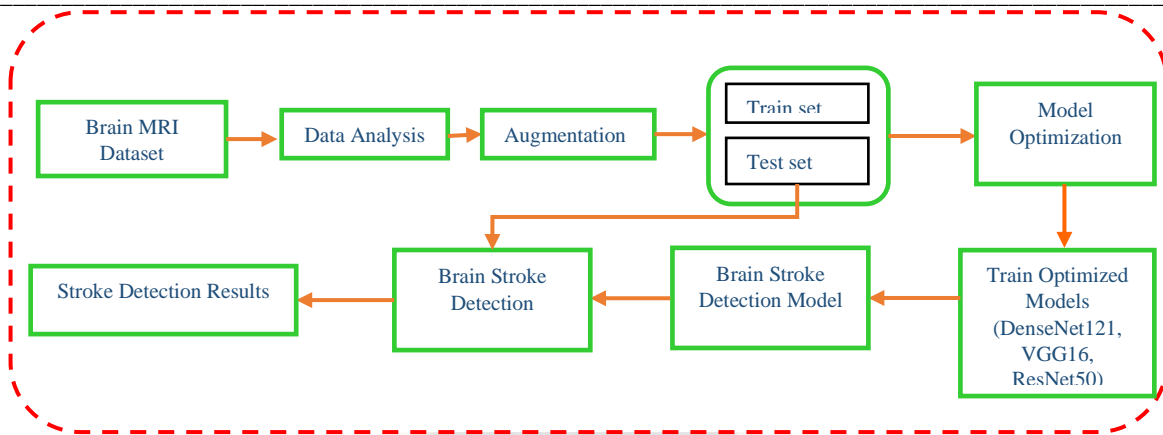 Brain MRI
Dataset
Data Analysis
Augmentation
Train set
Test set
Model
Optimization
Stroke Detection Results
Brain Stroke
Detection
Brain Stroke
Detection Model
Train Optimized
Models
(DenseNet121,
VGG16,
ResNet50)